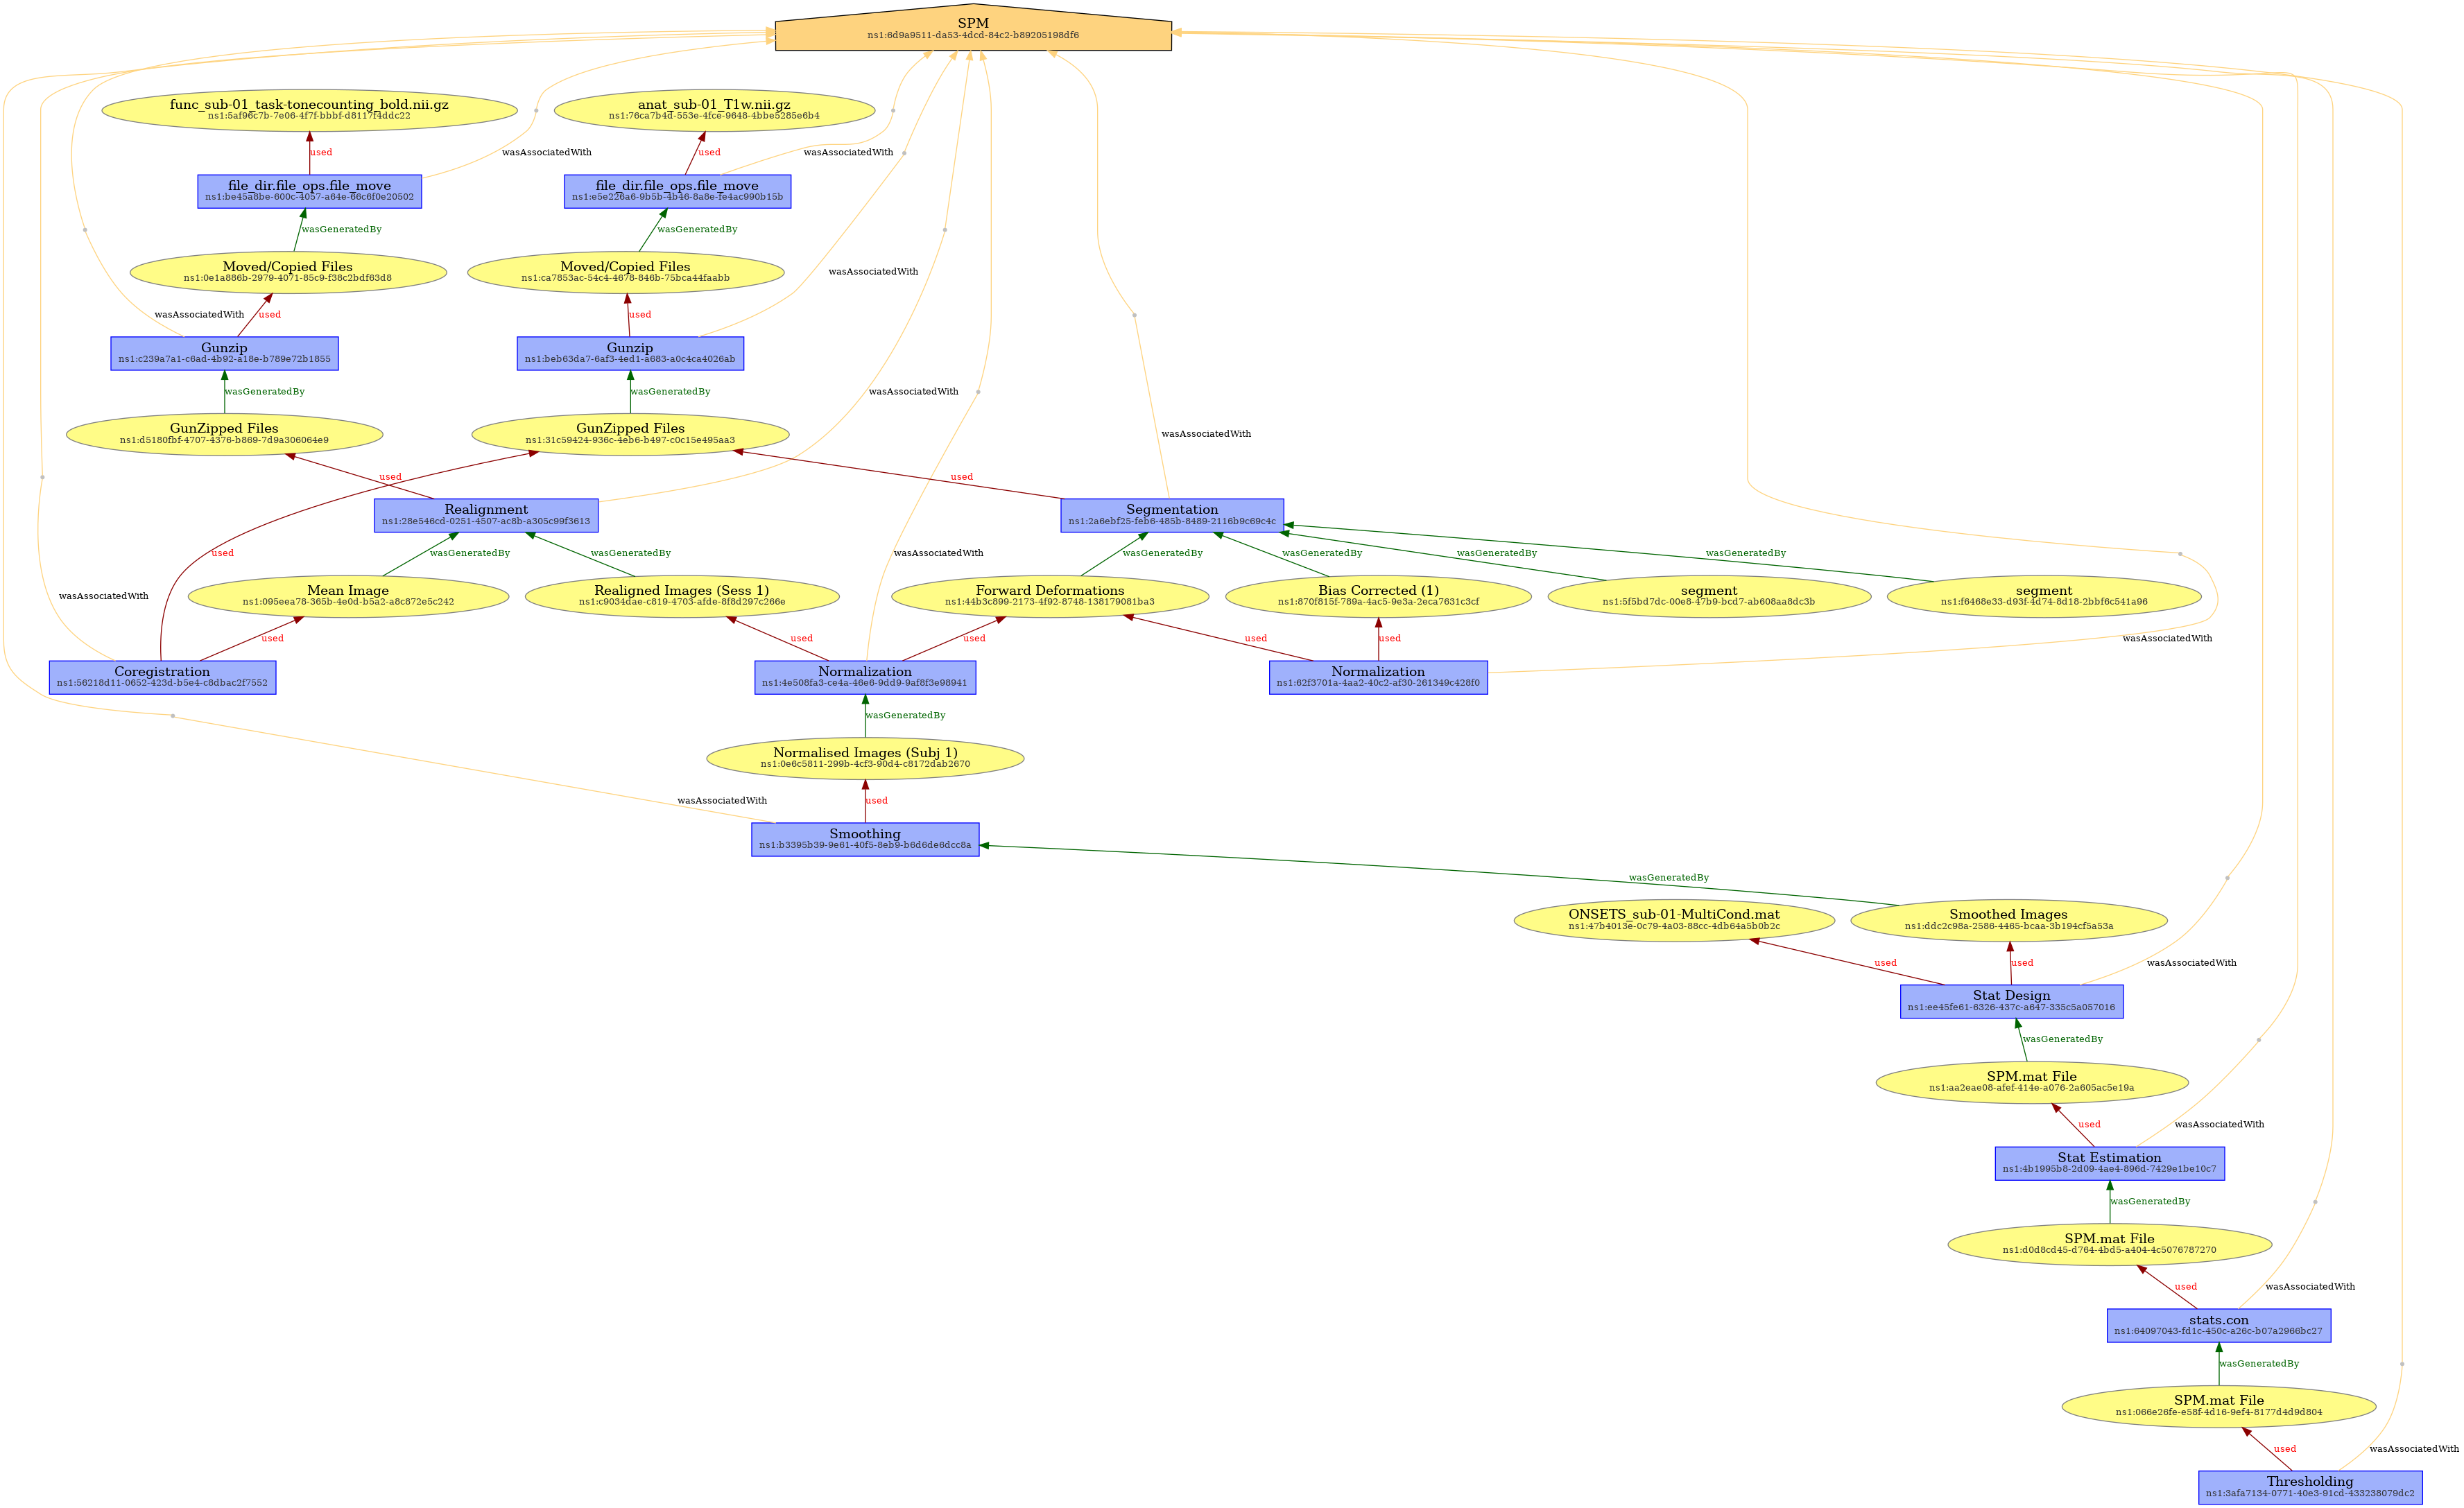 SPM
ns1:6d9a9511-da53-4dcd-84c2-b89205198df6
func_sub-01_task-tonecounting_bold.nii.gz
ns1:5af96c7b-7e06-4f7f-bbbf-d8117f4ddc22
anat_sub-01_T1w.nii.gz
ns1:76ca7b4d-553e-4fce-9648-4bbe5285e6b4
used
wasAssociatedWith
used
wasAssociatedWith
file_dir.file_ops.file_move
ns1:be45a8be-600c-4057-a64e-66c6f0e20502
file_dir.file_ops.file_move
ns1:e5e226a6-9b5b-4b46-8a8e-fe4ac990b15b
wasGeneratedBy
wasGeneratedBy
Moved/Copied Files
ns1:0e1a886b-2979-4071-85c9-f38c2bdf63d8
Moved/Copied Files
ns1:ca7853ac-54c4-4678-846b-75bca44faabb
wasAssociatedWith
wasAssociatedWith
used
used
Gunzip
ns1:c239a7a1-c6ad-4b92-a18e-b789e72b1855
Gunzip
ns1:beb63da7-6af3-4ed1-a683-a0c4ca4026ab
wasGeneratedBy
wasGeneratedBy
wasAssociatedWith
GunZipped Files
ns1:d5180fbf-4707-4376-b869-7d9a306064e9
GunZipped Files
ns1:31c59424-936c-4eb6-b497-c0c15e495aa3
wasAssociatedWith
used
used
Realignment
ns1:28e546cd-0251-4507-ac8b-a305c99f3613
Segmentation
ns1:2a6ebf25-feb6-485b-8489-2116b9c69c4c
used
wasGeneratedBy
wasGeneratedBy
wasAssociatedWith
wasGeneratedBy
wasGeneratedBy
wasGeneratedBy
wasGeneratedBy
wasAssociatedWith
Mean Image
ns1:095eea78-365b-4e0d-b5a2-a8c872e5c242
Realigned Images (Sess 1)
ns1:c9034dae-c819-4703-afde-8f8d297c266e
Forward Deformations
ns1:44b3c899-2173-4f92-8748-138179081ba3
Bias Corrected (1)
ns1:870f815f-789a-4ac5-9e3a-2eca7631c3cf
segment
ns1:5f5bd7dc-00e8-47b9-bcd7-ab608aa8dc3b
segment
ns1:f6468e33-d93f-4d74-8d18-2bbf6c541a96
used
used
used
used
used
wasAssociatedWith
Coregistration
ns1:56218d11-0652-423d-b5e4-c8dbac2f7552
Normalization
ns1:4e508fa3-ce4a-46e6-9dd9-9af8f3e98941
Normalization
ns1:62f3701a-4aa2-40c2-af30-261349c428f0
wasGeneratedBy
Normalised Images (Subj 1)
ns1:0e6c5811-299b-4cf3-90d4-c8172dab2670
wasAssociatedWith
used
Smoothing
ns1:b3395b39-9e61-40f5-8eb9-b6d6de6dcc8a
wasGeneratedBy
ONSETS_sub-01-MultiCond.mat
ns1:47b4013e-0c79-4a03-88cc-4db64a5b0b2c
Smoothed Images
ns1:ddc2c98a-2586-4465-bcaa-3b194cf5a53a
used
used
wasAssociatedWith
Stat Design
ns1:ee45fe61-6326-437c-a647-335c5a057016
wasGeneratedBy
SPM.mat File
ns1:aa2eae08-afef-414e-a076-2a605ac5e19a
used
wasAssociatedWith
Stat Estimation
ns1:4b1995b8-2d09-4ae4-896d-7429e1be10c7
wasGeneratedBy
SPM.mat File
ns1:d0d8cd45-d764-4bd5-a404-4c5076787270
used
wasAssociatedWith
stats.con
ns1:64097043-fd1c-450c-a26c-b07a2966bc27
wasGeneratedBy
SPM.mat File
ns1:066e26fe-e58f-4d16-9ef4-8177d4d9d804
used
wasAssociatedWith
Thresholding
ns1:3afa7134-0771-40e3-91cd-433238079dc2